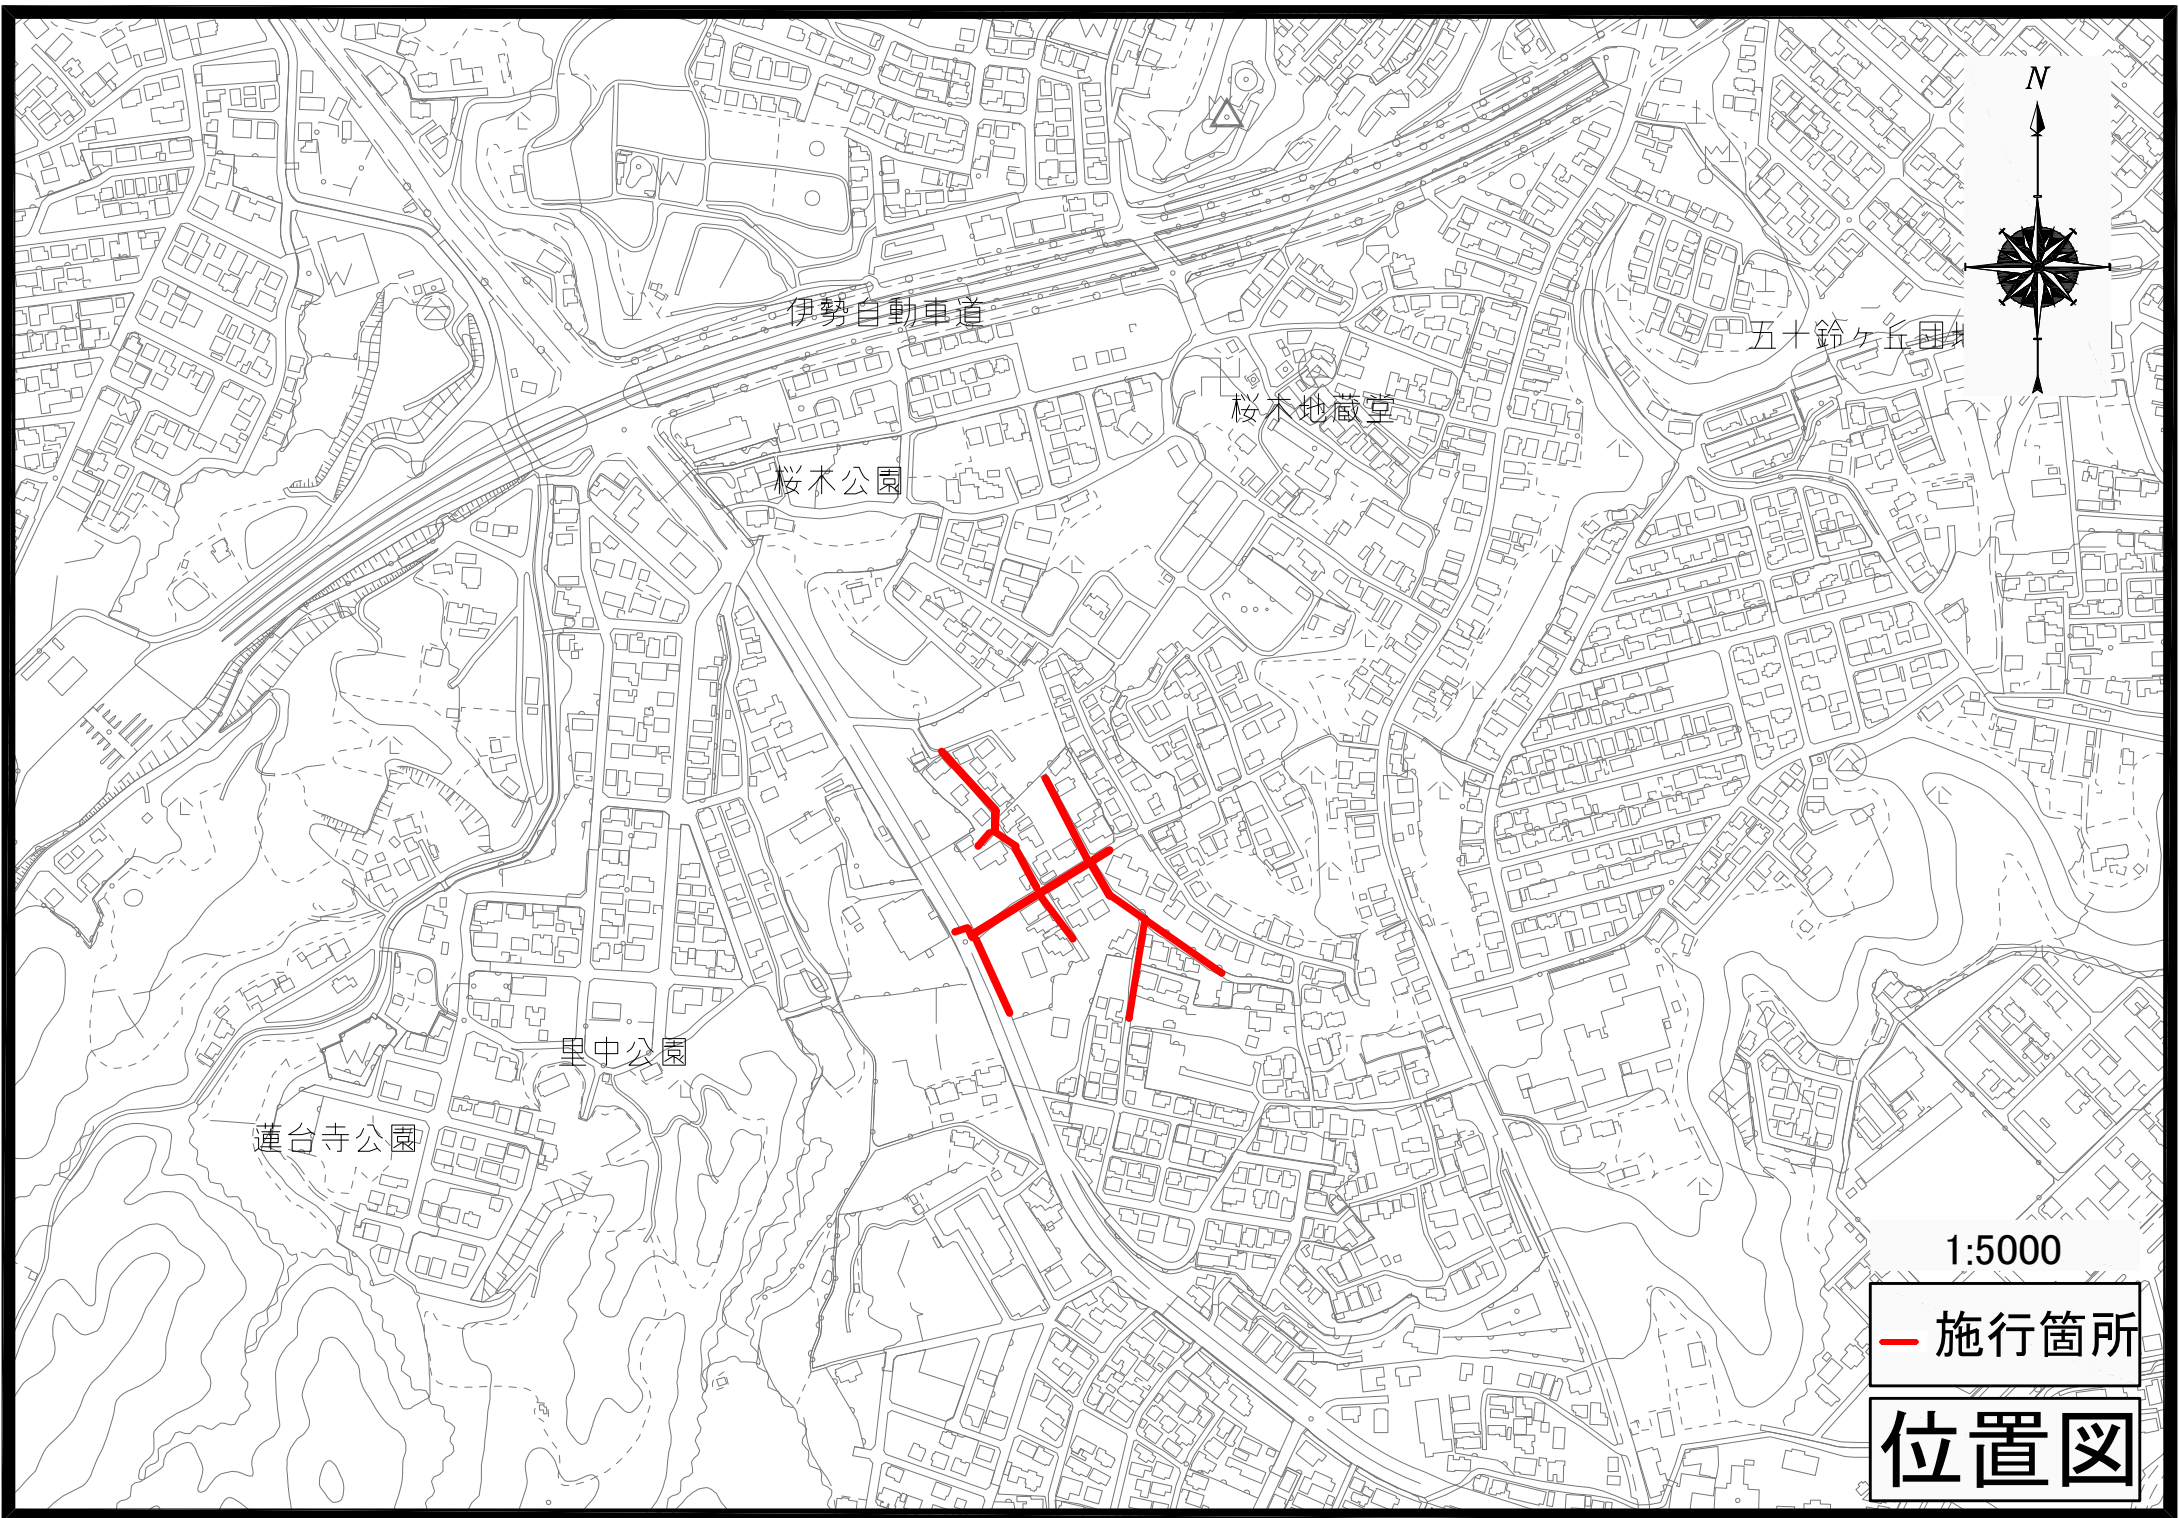 N
伊勢自動車道
五十鈴ヶ丘団地
桜木地蔵堂
桜木公園
里中公園
蓮台寺公園
1:5000
施行箇所
位置図